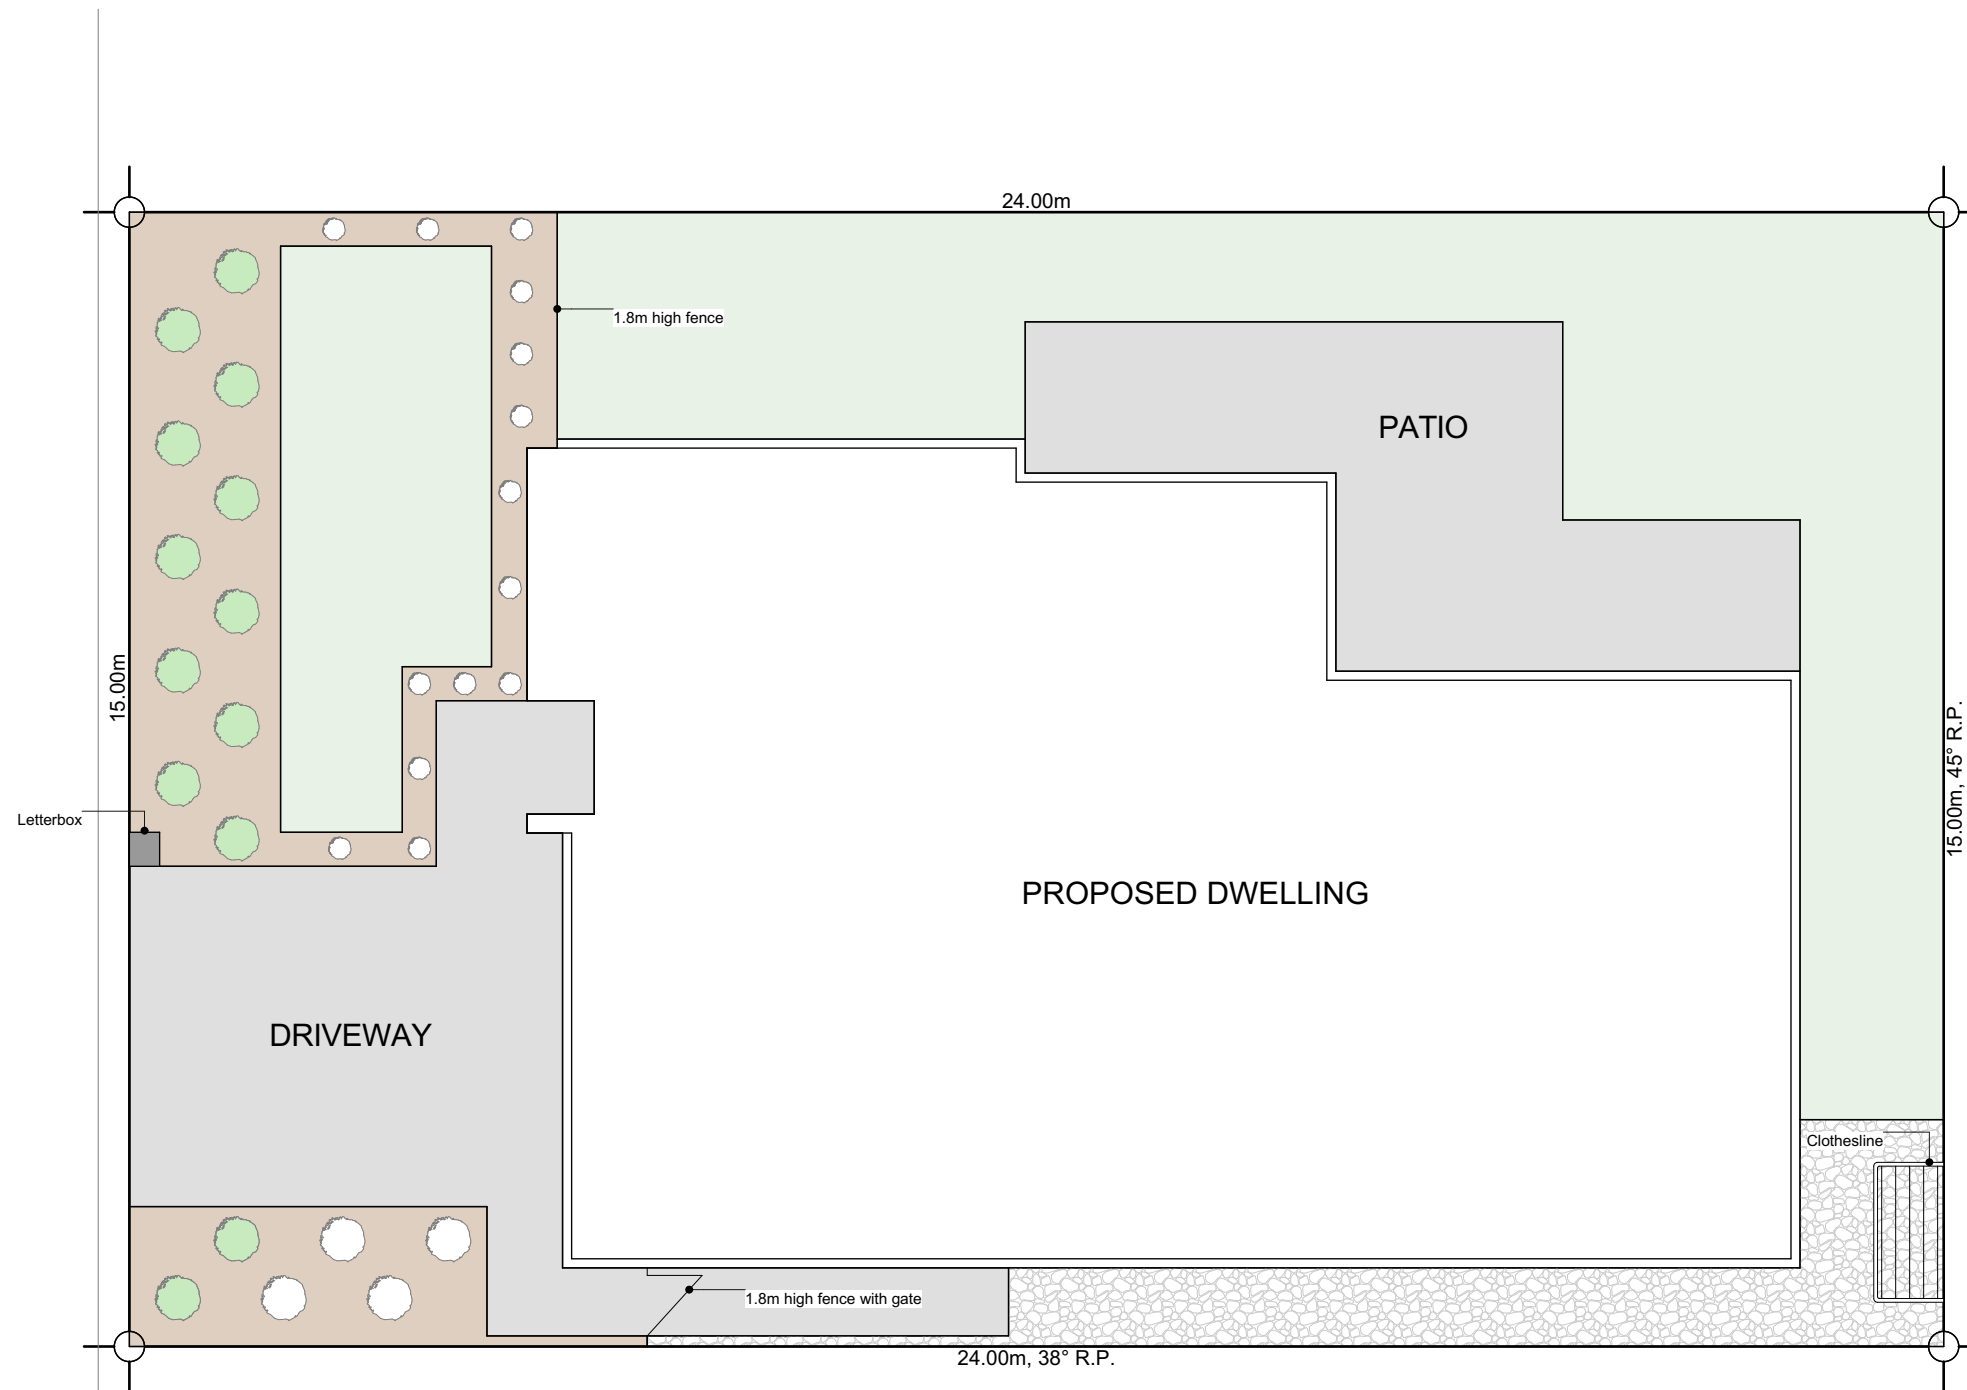 24.00m
1.8m high fence
PATIO
15.00m
15.00m, 45° R.P.
Letterbox
PROPOSED DWELLING
DRIVEWAY
Clothesline
1.8m high fence with gate
24.00m, 38° R.P.